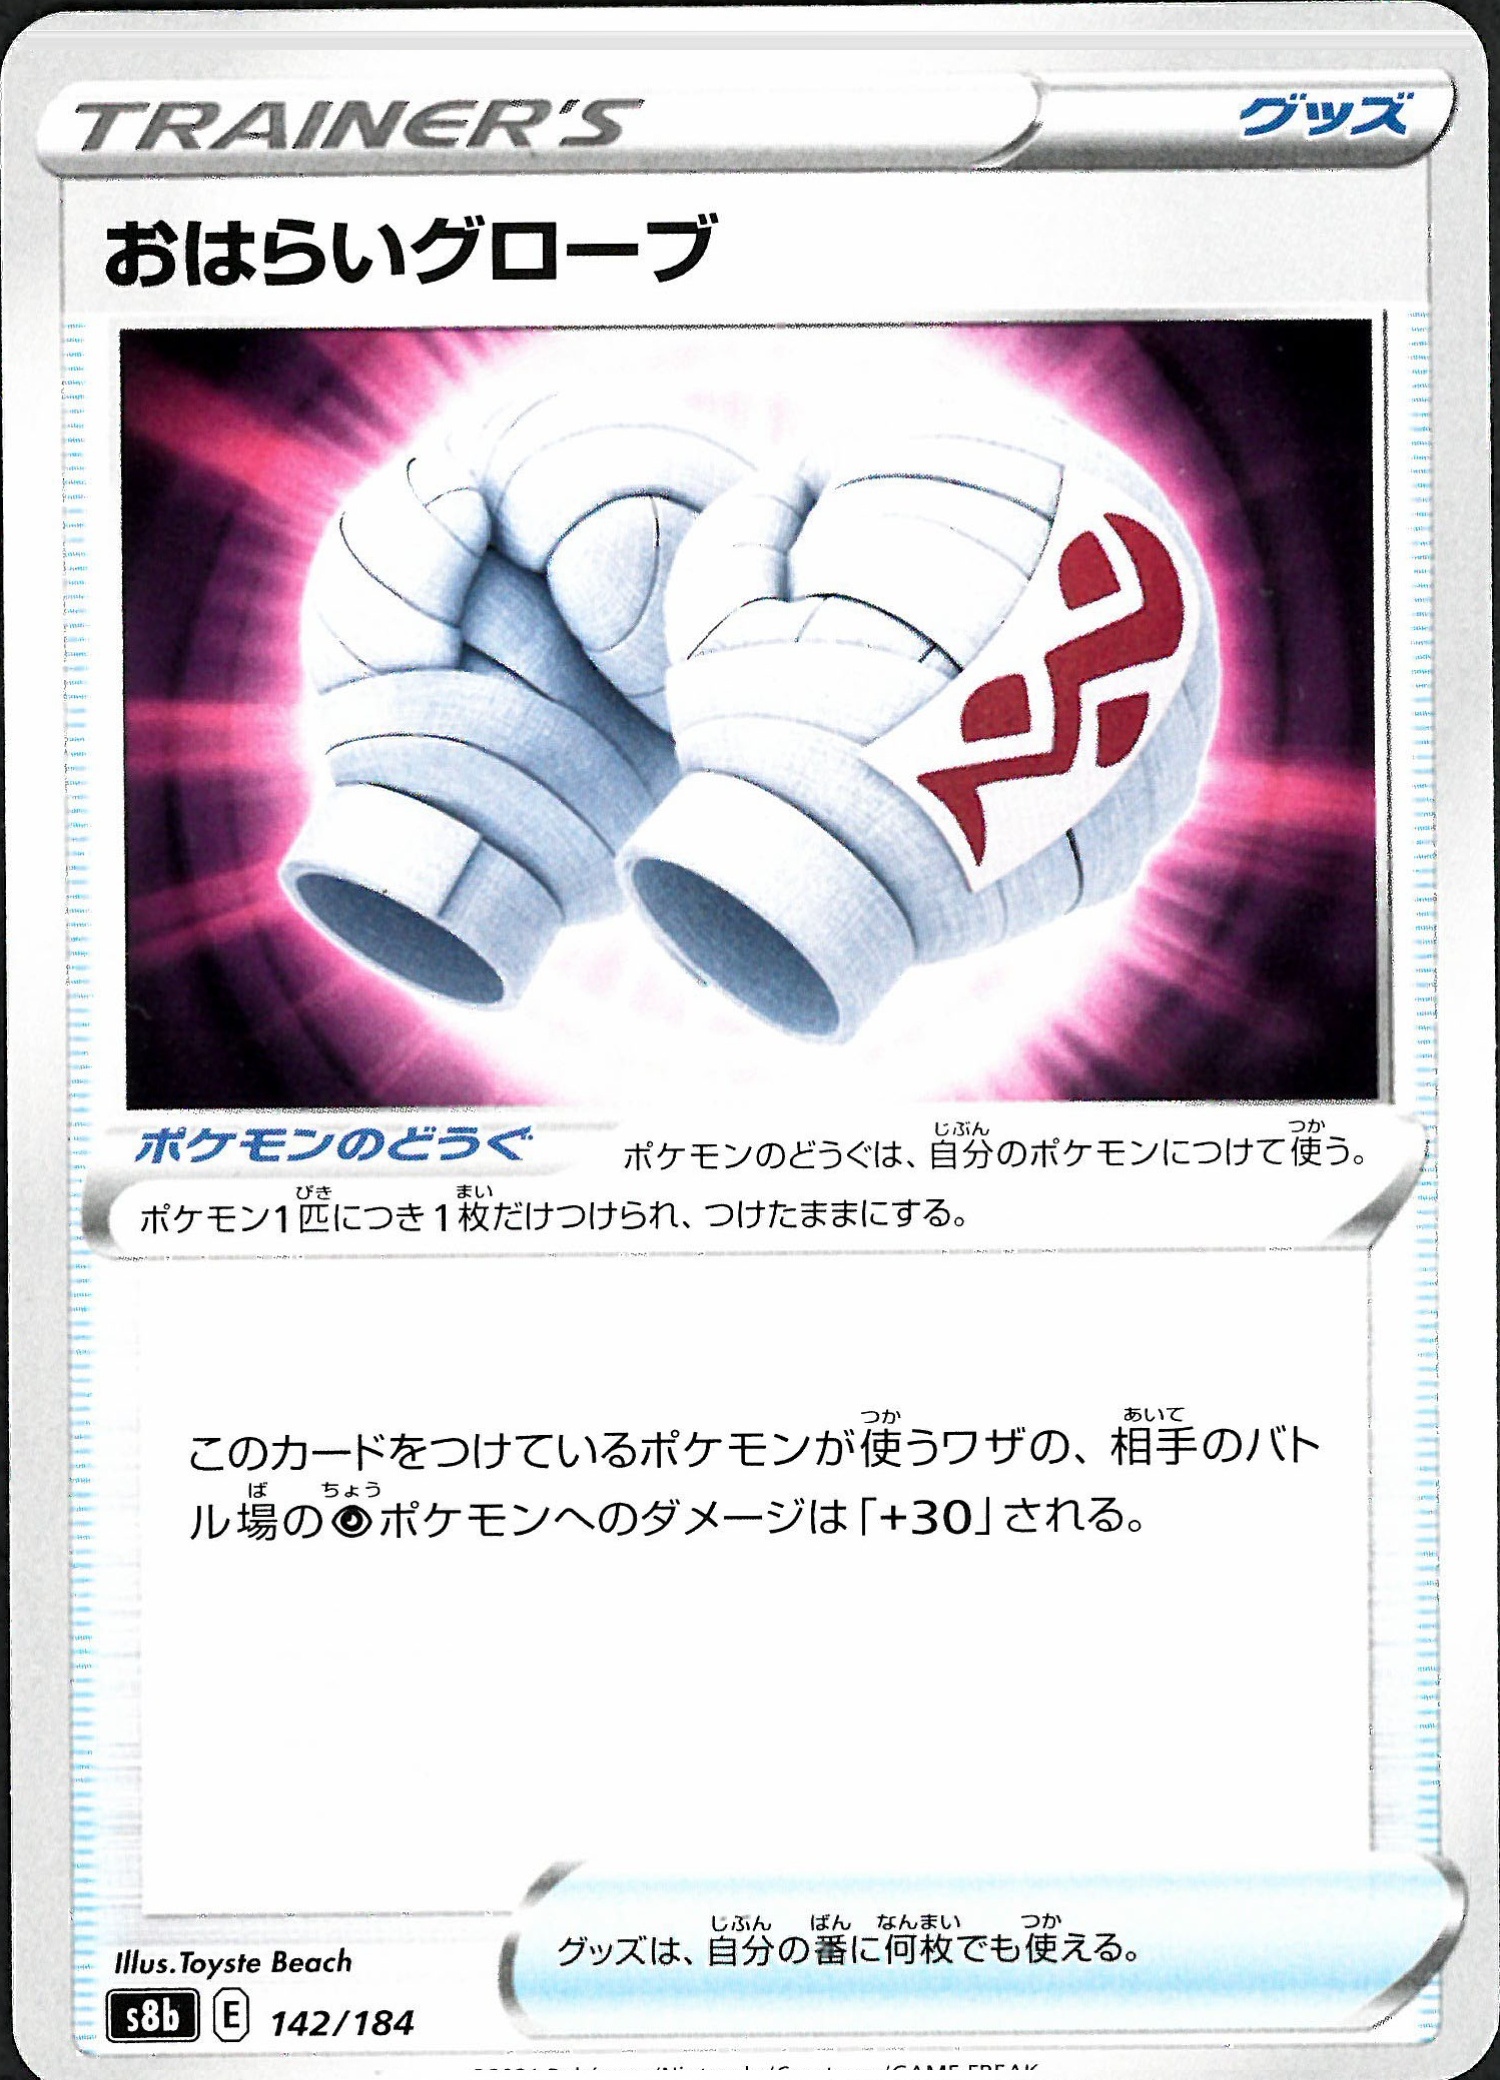 TRAINER'S
グッズ
おはらいグローブ
ポケモンのどうぐ
ポケモンのどうぐは、自分のポケモンにつけて使う。
じぶん つか
ポケモン1匹につき1枚だけつけられ、つけたままにする。
びき まい
このカードをつけているポケモンが使うワザの、相手のバト
つか あいて
ル場の超ポケモンへのダメージは「+30」される。
ば ちょう
グッズは、自分の番に何枚でも使える。
じぶん ばん なんまい つか
Illus.Toyste Beach
s8b E 142/184